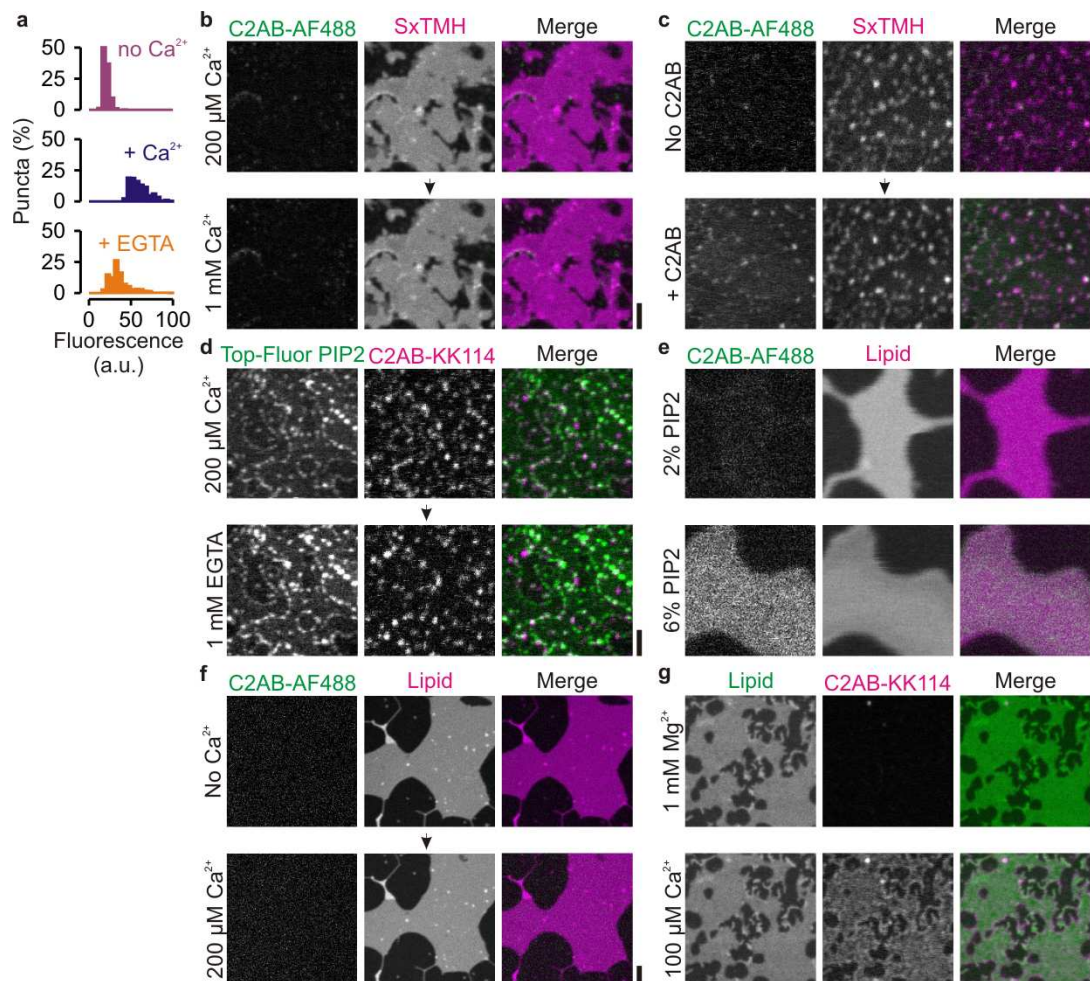 a
50
25
0
no Ca²⁺
Puncta (%)
50
25
0
+ Ca²⁺
50
25
0
+ EGTA
0 50 100
Fluorescence
(a.u.)
b
C2AB-AF488 SxTMH Merge
200 µM Ca²⁺
1 mM Ca²⁺
c
C2AB-AF488 SxTMH Merge
No C2AB
+ C2AB
d
Top-Fluor PIP2 C2AB-KK114 Merge
200 µM Ca²⁺
1 mM EGTA
e
C2AB-AF488 Lipid Merge
2% PIP2
6% PIP2
f
C2AB-AF488 Lipid Merge
No Ca²⁺
200 µM Ca²⁺
g
Lipid C2AB-KK114 Merge
1 mM Mg²⁺
100 µM Ca²⁺